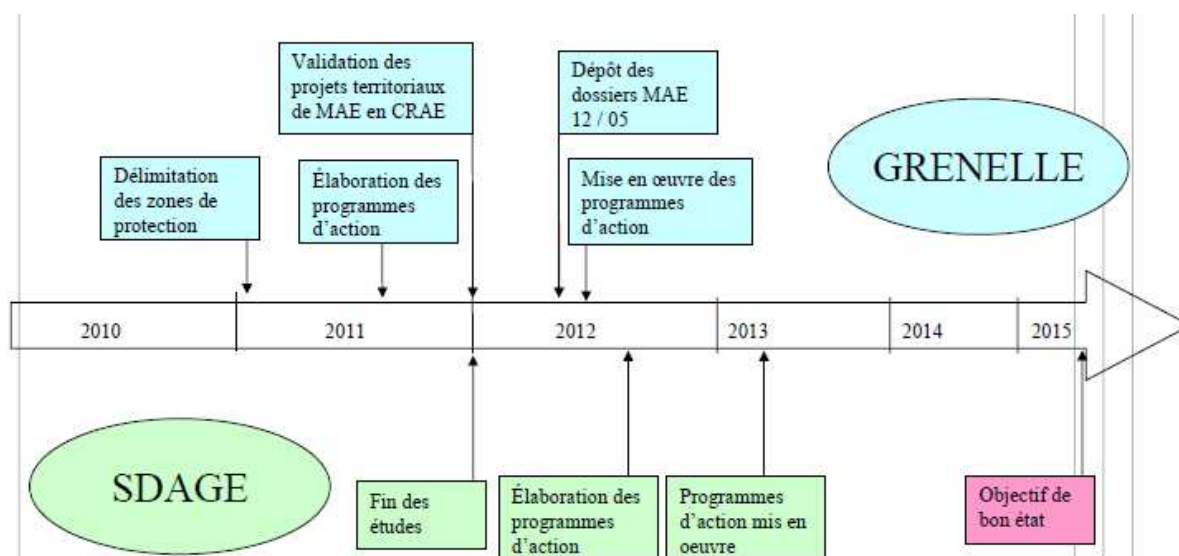 Validation des
projets territoriaux
de MAE en CRAE
Dépôt des
dossiers MAE
12 / 05
GRENELLE
Délimitation
des zones de
protection
Élaboration des
programmes
d’action
Mise en œuvre des
programmes
d’action
2010
2011
2012
2013
2014
2015
SDAGE
Fin des
études
Élaboration des
programmes
d’action
Programmes
d’action mis en
oeuvre
Objectif de
bon état